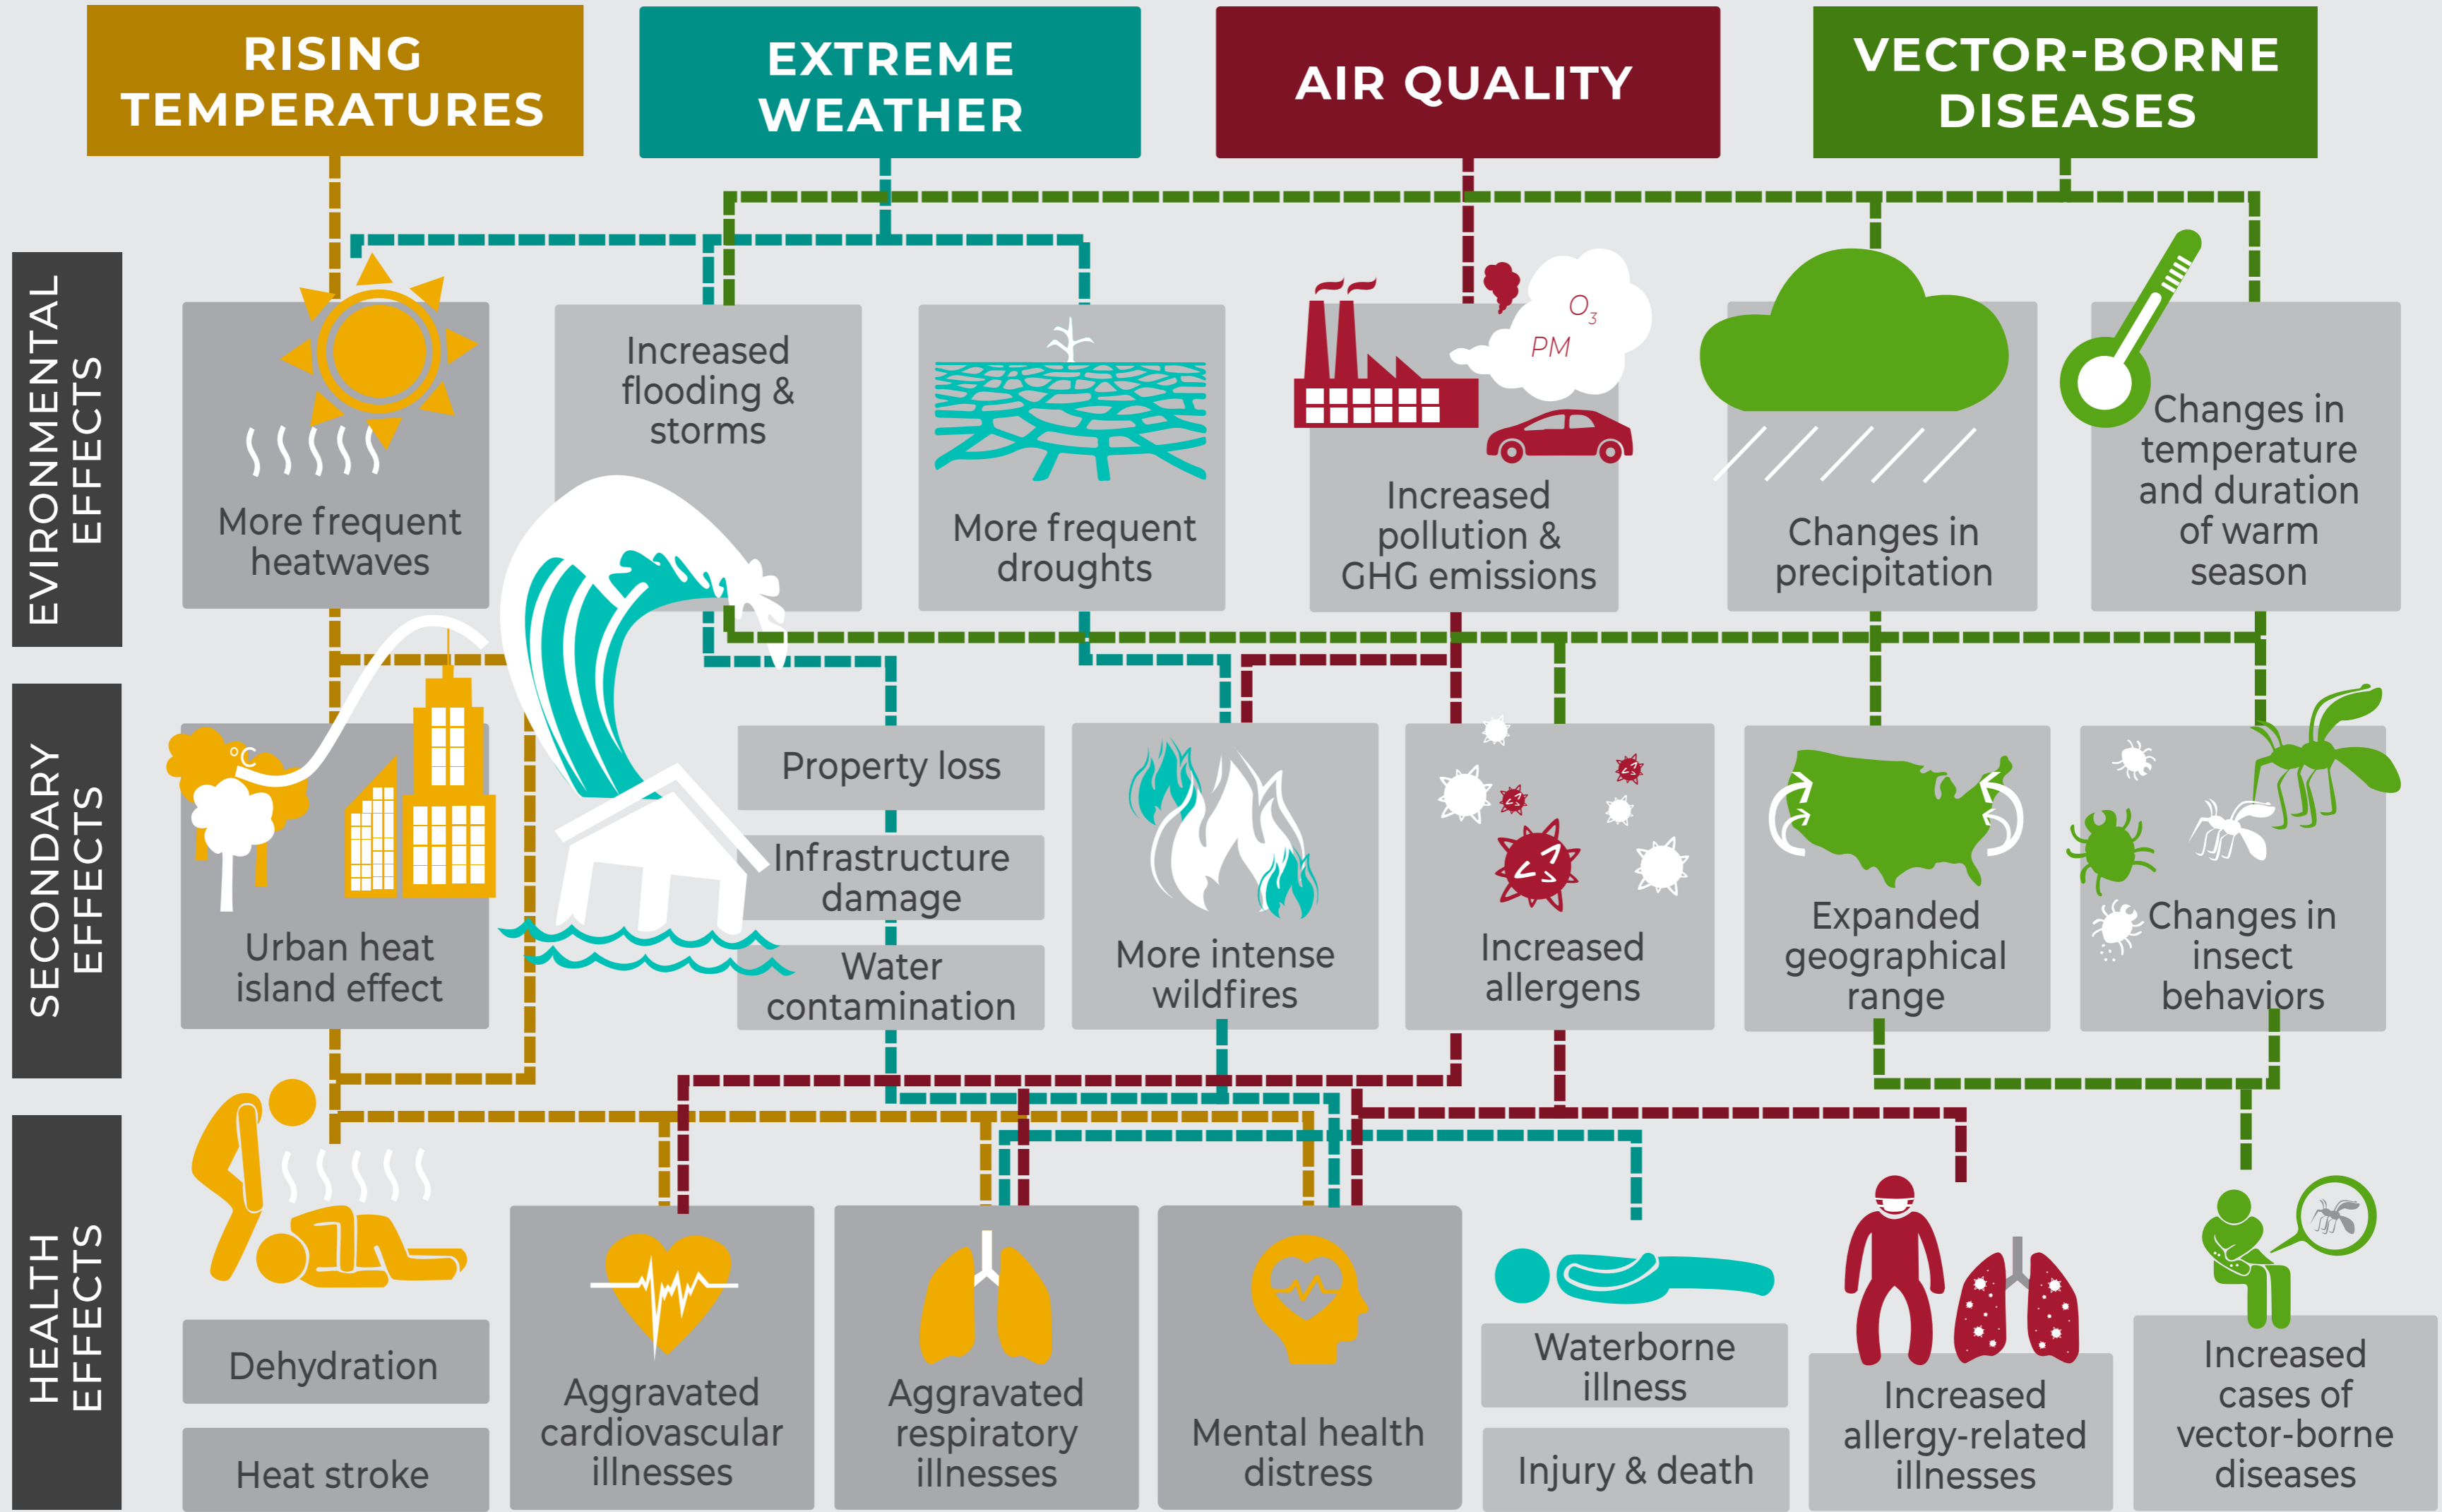 RISING
TEMPERATURES
EXTREME
WEATHER
AIR QUALITY
VECTOR-BORNE
DISEASES
EVIRONMENTAL
EFFECTS
More frequent
heatwaves
Increased
flooding &
storms
More frequent
droughts
O3
PM
Increased
pollution &
GHG emissions
Changes in
precipitation
Changes in
temperature
and duration
of warm
season
SECONDARY
EFFECTS
°C
Urban heat
island effect
Property loss
Infrastructure
damage
Water
contamination
More intense
wildfires
Increased
allergens
Expanded
geographical
range
Changes in
insect
behaviors
HEALTH
EFFECTS
Dehydration
Heat stroke
Aggravated
cardiovascular
illnesses
Aggravated
respiratory
illnesses
Mental health
distress
Waterborne
illness
Injury & death
Increased
allergy-related
illnesses
Increased
cases of
vector-borne
diseases